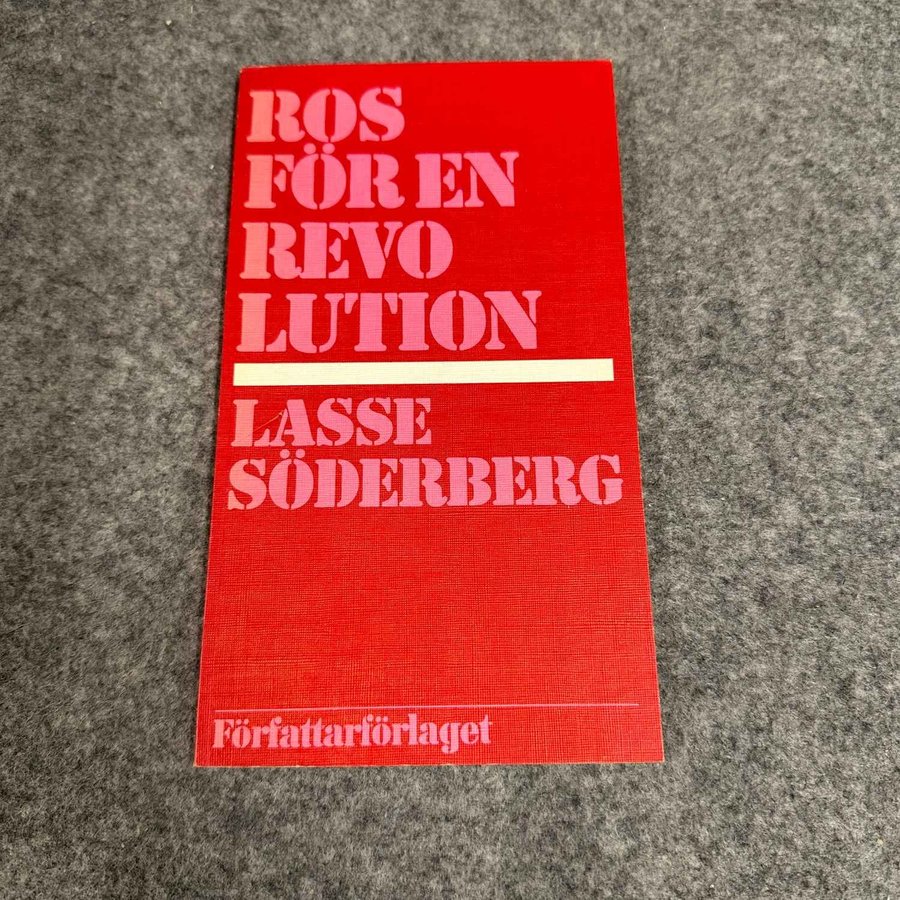 ROS
FÖR EN
REVO
LUTION
LASSE
SÖDERBERG
Författarförlaget